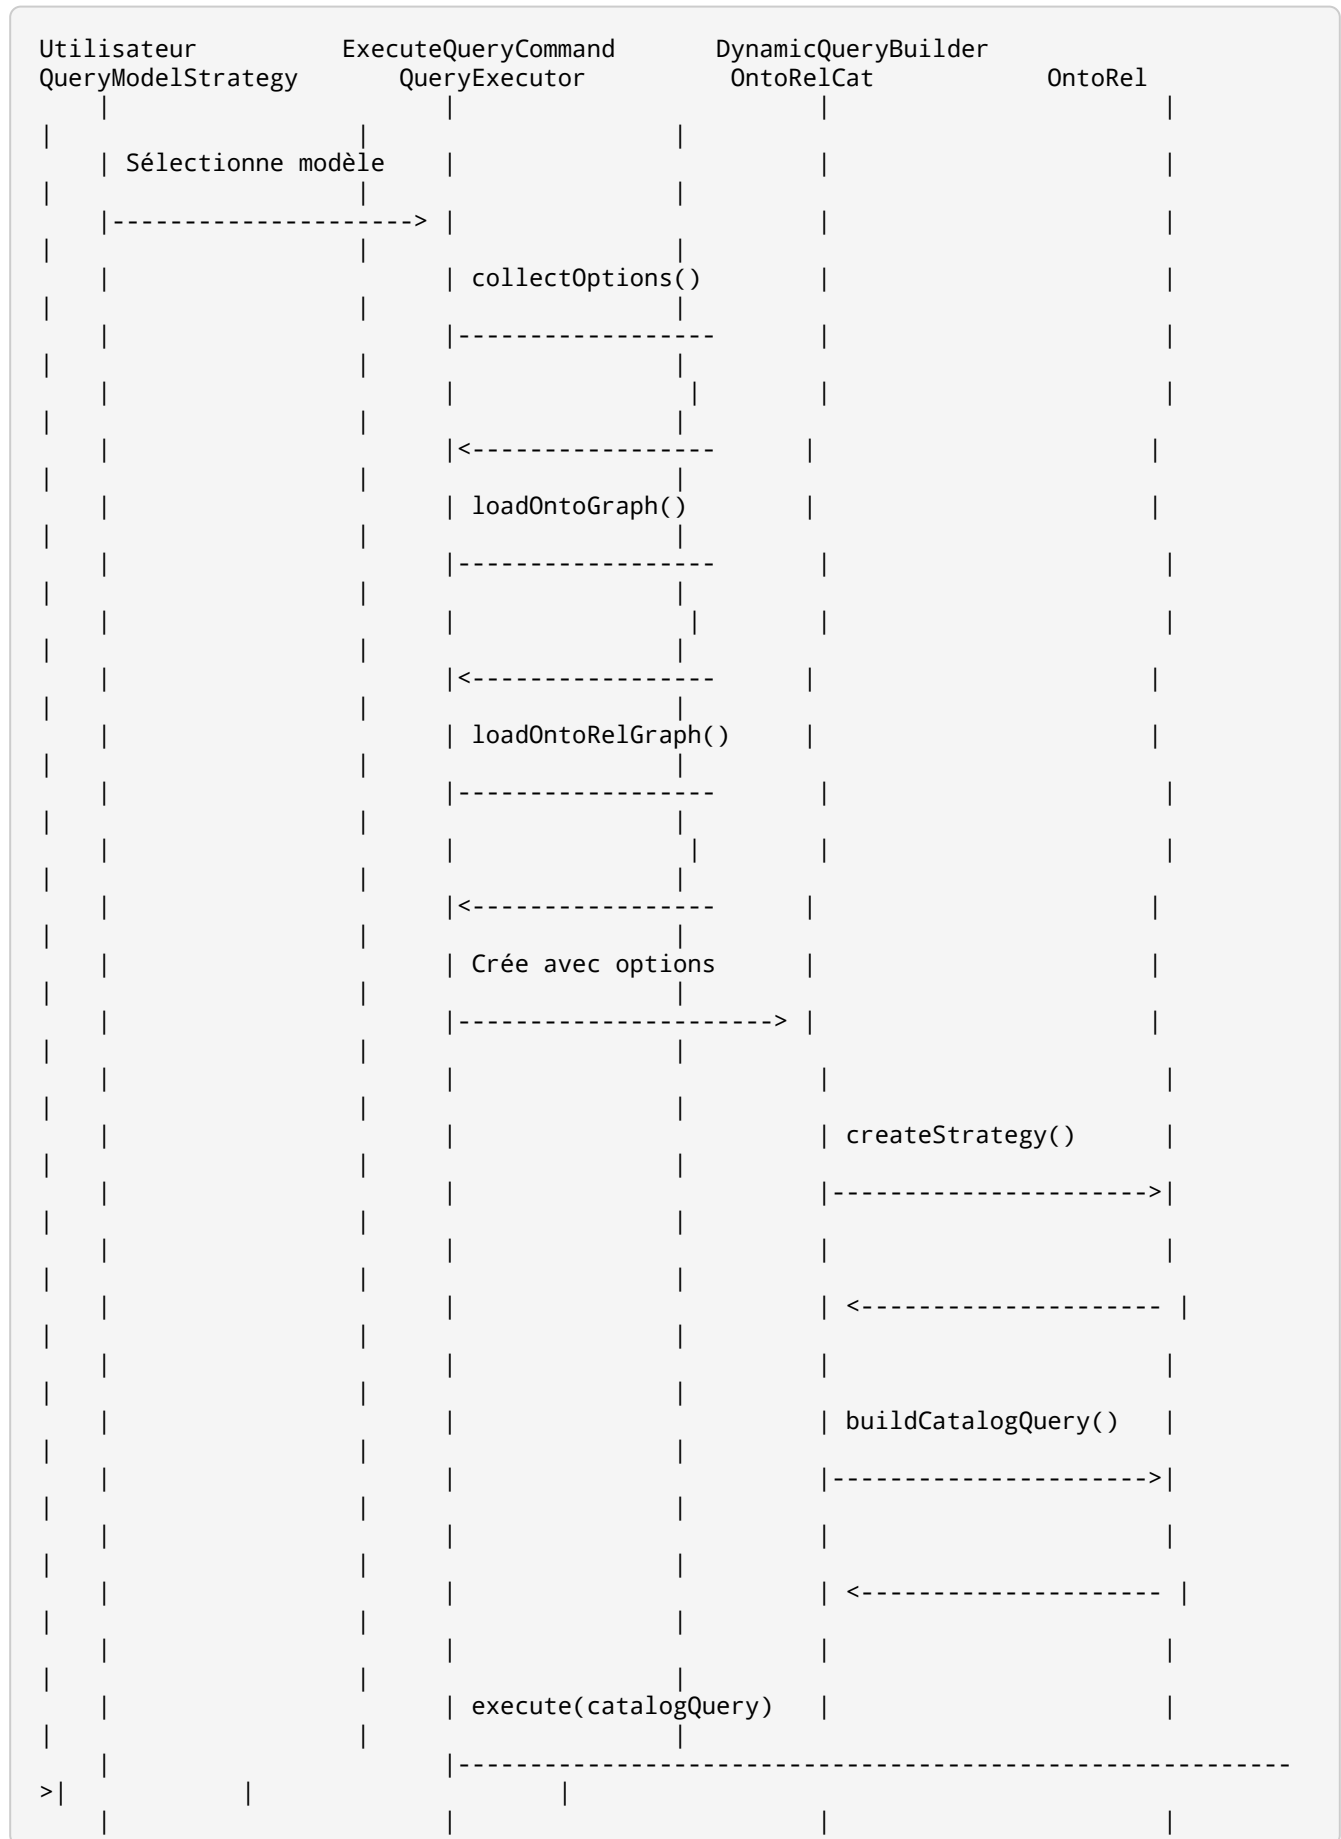 Utilisateur          ExecuteQueryCommand       DynamicQueryBuilder
QueryModelStrategy       QueryExecutor          OntoRelCat            OntoRel
    |                       |                         |                       |
|                     |                     |
    | Sélectionne modèle    |                         |                       |
|                     |                     |
    |---------------------> |                         |                       |
|                     |                     |
    |                       | collectOptions()        |                       |
|                     |                     |
    |                       |------------------       |                       |
|                     |                     |
    |                       |                |        |                       |
|                     |                     |
    |                       |<-----------------      |                       |
|                     |                     |
    |                       | loadOntoGraph()        |                       |
|                     |                     |
    |                       |------------------       |                       |
|                     |                     |
    |                       |                |        |                       |
|                     |                     |
    |                       |<-----------------      |                       |
|                     |                     |
    |                       | loadOntoRelGraph()     |                       |
|                     |                     |
    |                       |------------------       |                       |
|                     |                     |
    |                       |                |        |                       |
|                     |                     |
    |                       |<-----------------      |                       |
|                     |                     |
    |                       | Crée avec options      |                       |
|                     |                     |
    |                       |----------------------> |                       |
|                     |                     |
    |                       |                         |                       |
|                     |                     |
    |                       |                         | createStrategy()      |
|                     |                     |
    |                       |                         |---------------------->|
|                     |                     |
    |                       |                         |                       |
|                     |                     |
    |                       |                         | <--------------------- |
|                     |                     |
    |                       |                         |                       |
|                     |                     |
    |                       |                         | buildCatalogQuery()   |
|                     |                     |
    |                       |                         |---------------------->|
|                     |                     |
    |                       |                         |                       |
|                     |                     |
    |                       |                         | <--------------------- |
|                     |                     |
    |                       |                         |                       |
|                     |                     |
    |                       | execute(catalogQuery)   |                       |
|                     |                     |
    |                       |----------------------------------------------------------
>|            |                     |
    |                       |                         |                       |